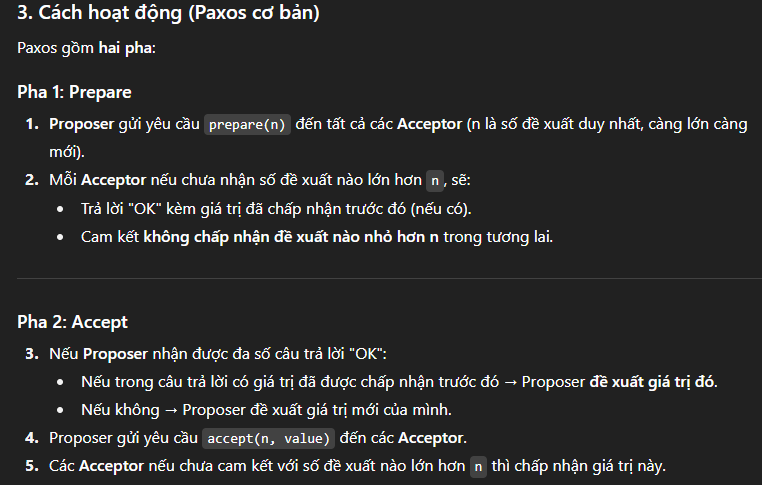 3. Cách hoạt động (Paxos cơ bản)
Paxos gồm hai pha:
Pha 1: Prepare
1. Proposer gửi yêu cầu prepare(n) đến tất cả các Acceptor (n là số đề xuất duy nhất, càng lớn càng
mới).
2. Mỗi Acceptor nếu chưa nhận số đề xuất nào lớn hơn n, sẽ:
• Trả lời "OK" kèm giá trị đã chấp nhận trước đó (nếu có).
• Cam kết không chấp nhận đề xuất nào nhỏ hơn n trong tương lai.
Pha 2: Accept
3. Nếu Proposer nhận được đa số câu trả lời "OK":
• Nếu trong câu trả lời có giá trị đã được chấp nhận trước đó → Proposer đề xuất giá trị đó.
• Nếu không → Proposer đề xuất giá trị mới của mình.
4. Proposer gửi yêu cầu accept(n, value) đến các Acceptor.
5. Các Acceptor nếu chưa cam kết với số đề xuất nào lớn hơn n thì chấp nhận giá trị này.